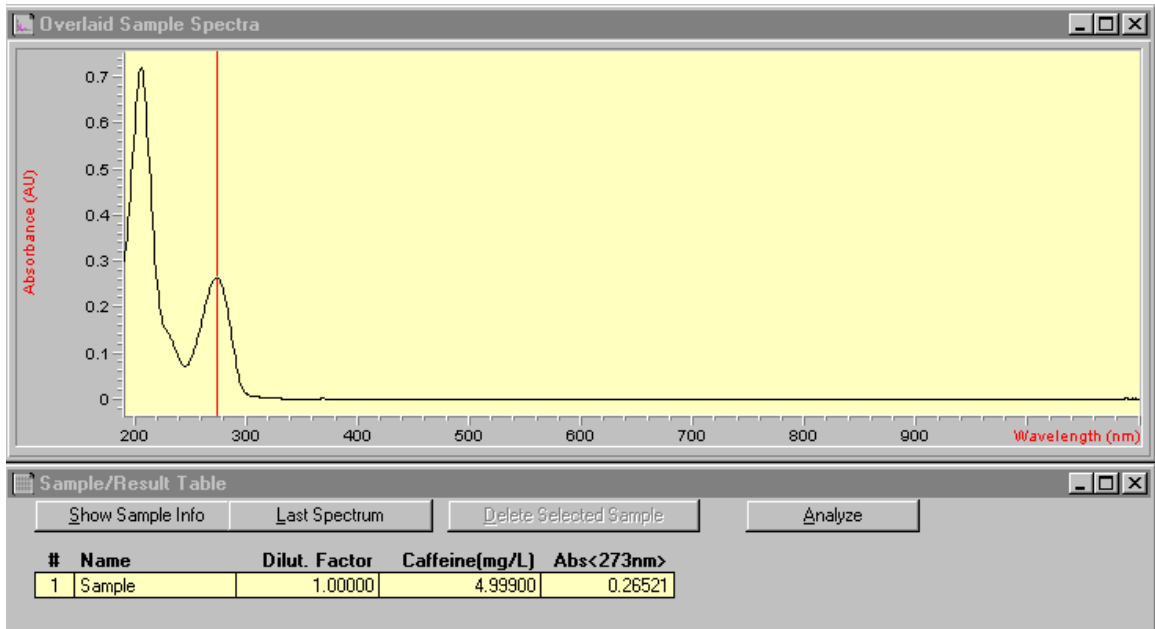 Overlaid Sample Spectra
Absorbance (AU)
0.7
0.6
0.5
0.4
0.3
0.2
0.1
0
200 300 400 500 600 700 800 900 Wavelength (nm)
Sample/Result Table
Show Sample Info Last Spectrum Delete Selected Sample Analyze
# Name Dilut. Factor Caffeine(mg/L) Abs<273nm>
1 Sample 1.00000 4.99900 0.26521